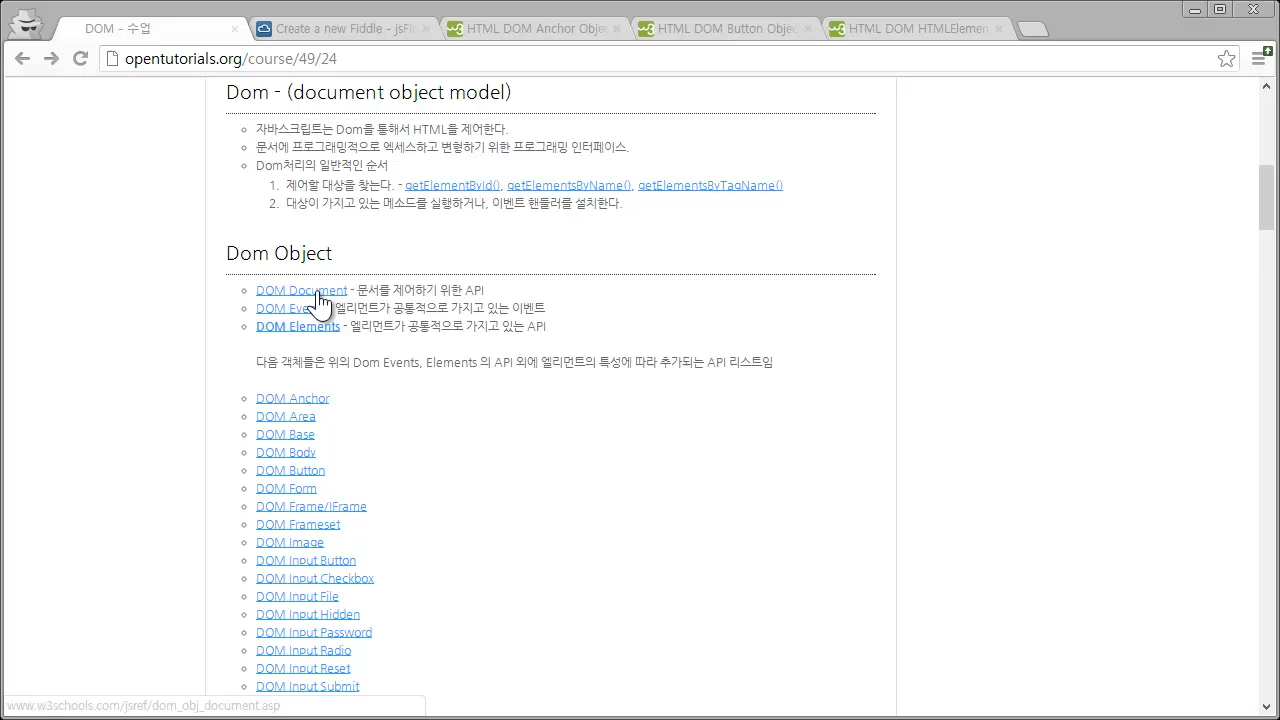 DOM - 수업
Create a new Fiddle - jsFi
HTML DOM Anchor Obje
HTML DOM Button Objec
HTML DOM HTMLElemen
opentutorials.org/course/49/24
Dom - (document object model)
자바스크립트는 Dom을 통해서 HTML을 제어한다.
문서에 프로그래밍적으로 엑세스하고 변형하기 위한 프로그래밍 인터페이스.
Dom처리의 일반적인 순서
1. 제어할 대상을 찾는다. - getElementById(), getElementsByName(), getElementsByTagName()
2. 대상이 가지고 있는 메소드를 실행하거나, 이벤트 핸들러를 설치한다.
Dom Object
DOM Document - 문서를 제어하기 위한 API
DOM Eve 엘리먼트가 공통적으로 가지고 있는 이벤트
DOM Elements - 엘리먼트가 공통적으로 가지고 있는 API
다음 객체들은 위의 Dom Events, Elements 의 API 외에 엘리먼트의 특성에 따라 추가되는 API 리스트임
DOM Anchor
DOM Area
DOM Base
DOM Body
DOM Button
DOM Form
DOM Frame/IFrame
DOM Frameset
DOM Image
DOM Input Button
DOM Input Checkbox
DOM Input File
DOM Input Hidden
DOM Input Password
DOM Input Radio
DOM Input Reset
DOM Input Submit
www.w3schools.com/jsref/dom_obj_document.asp